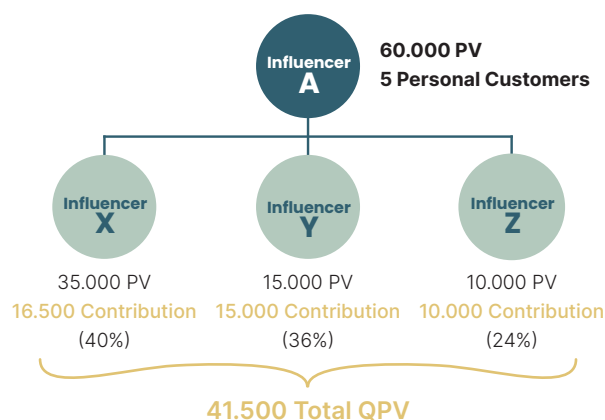 Influencer
A
60.000 PV
5 Personal Customers
Influencer
X
Influencer
Y
Influencer
Z
35.000 PV
15.000 PV
10.000 PV
16.500 Contribution
15.000 Contribution
10.000 Contribution
(40%)
(36%)
(24%)
41.500 Total QPV